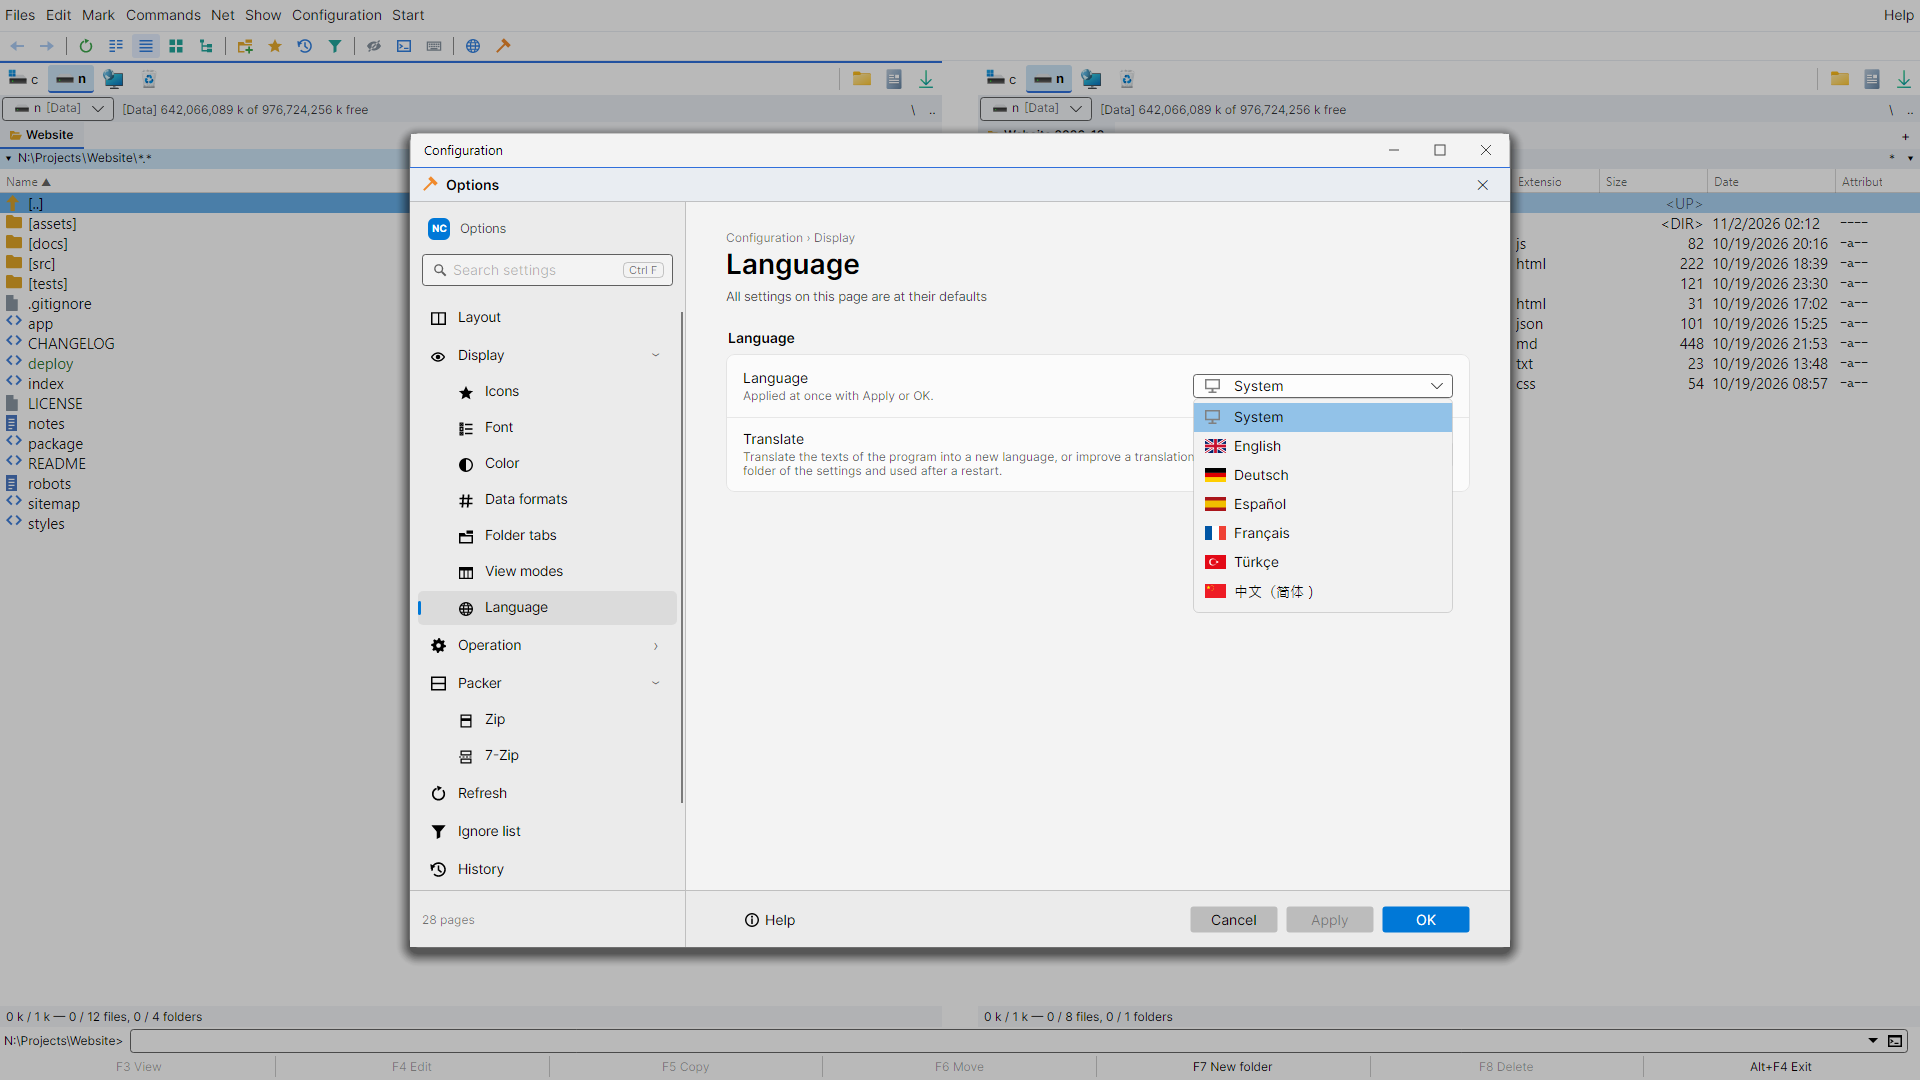 Files Edit Mark Commands Net Show Configuration Start Help
c n
c n
n [Data] [Data] 642,066,089 k of 976,724,256 k free \ ..
n [Data] [Data] 642,066,089 k of 976,724,256 k free \ ..
Website
+
N:\Projects\Website\*.*
*
Name
Extensio Size Date Attribut
[..]
[assets]
[docs]
[src]
[tests]
.gitignore
app
CHANGELOG
deploy
index
LICENSE
notes
package
README
robots
sitemap
styles
<UP>
<DIR> 11/2/2026 02:12 ----
js 82 10/19/2026 20:16 -a--
html 222 10/19/2026 18:39 -a--
121 10/19/2026 23:30 -a--
html 31 10/19/2026 17:02 -a--
json 101 10/19/2026 15:25 -a--
md 448 10/19/2026 21:53 -a--
txt 23 10/19/2026 13:48 -a--
css 54 10/19/2026 08:57 -a--
Configuration
Options
NC Options
Search settings Ctrl F
Layout
Display
Icons
Font
Color
Data formats
Folder tabs
View modes
Language
Operation
Packer
Zip
7-Zip
Refresh
Ignore list
History
28 pages
Configuration › Display
Language
All settings on this page are at their defaults
Language
Language
Applied at once with Apply or OK.
System
Translate
Translate the texts of the program into a new language, or improve a translation
folder of the settings and used after a restart.
System
English
Deutsch
Español
Français
Türkçe
中文（简体）
Help
Cancel Apply OK
0 k / 1 k — 0 / 12 files, 0 / 4 folders
0 k / 1 k — 0 / 8 files, 0 / 1 folders
N:\Projects\Website>
F3 View F4 Edit F5 Copy F6 Move F7 New folder F8 Delete Alt+F4 Exit